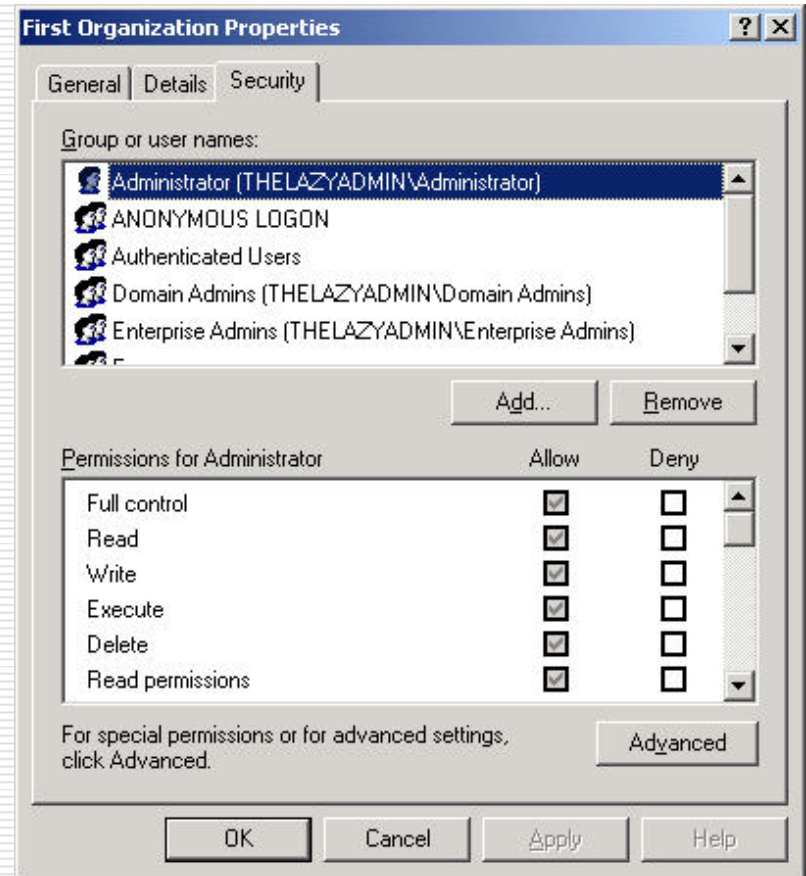 First Organization Properties
General Details Security
Group or user names:
Administrator (THELAZYADMIN\Administrator)
ANONYMOUS LOGON
Authenticated Users
Domain Admins (THELAZYADMIN\Domain Admins)
Enterprise Admins (THELAZYADMIN\Enterprise Admins)
Add... Remove
Permissions for Administrator Allow Deny
Full control
Read
Write
Execute
Delete
Read permissions
For special permissions or for advanced settings,
click Advanced.
Advanced
OK Cancel Apply Help